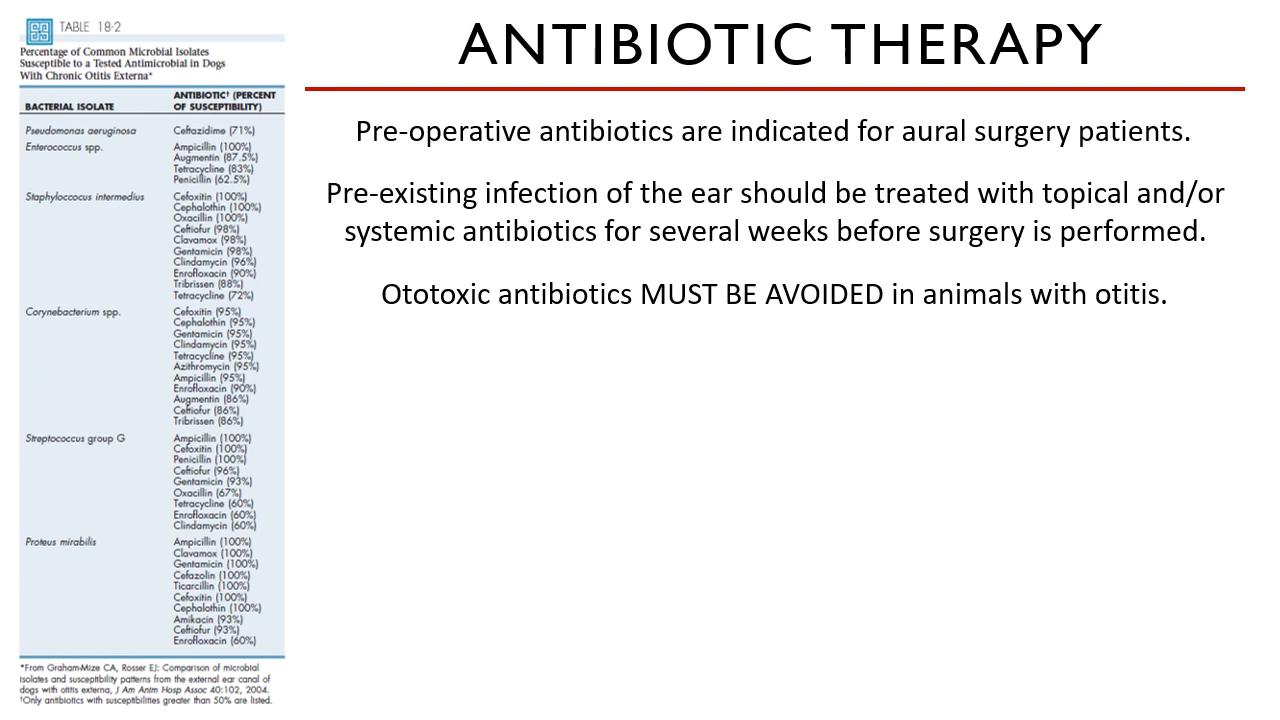 TABLE 18-2
Percentage of Common Microbial Isolates
Susceptible to a Tested Antimicrobial in Dogs
With Chronic Otitis Externa*
BACTERIAL ISOLATE ANTIBIOTIC† (PERCENT
OF SUSCEPTIBILITY)
Pseudomonas aeruginosa Ceftazidime (71%)
Enterococcus spp. Ampicillin (100%)
Augmentin (87.5%)
Tetracycline (83%)
Penicillin (62.5%)
Staphyloccocus intermedius Cefoxitin (100%)
Cephalothin (100%)
Oxacillin (100%)
Ceftiofur (98%)
Clavamox (98%)
Gentamicin (98%)
Clindamycin (96%)
Enrofloxacin (90%)
Tribrissen (88%)
Tetracycline (72%)
Corynebacterium spp. Cefoxitin (95%)
Cephalothin (95%)
Gentamicin (95%)
Clindamycin (95%)
Tetracycline (95%)
Azithromycin (95%)
Ampicillin (95%)
Enrofloxacin (90%)
Augmentin (86%)
Ceftiofur (86%)
Tribrissen (86%)
Streptococcus group G Ampicillin (100%)
Cefoxitin (100%)
Penicillin (100%)
Ceftiofur (96%)
Gentamicin (93%)
Oxacillin (67%)
Tetracycline (60%)
Enrofloxacin (60%)
Clindamycin (60%)
Proteus mirabilis Ampicillin (100%)
Clavamox (100%)
Gentamicin (100%)
Cefazolin (100%)
Ticarcillin (100%)
Cefoxitin (100%)
Cephalothin (100%)
Amikacin (93%)
Ceftiofur (93%)
Enrofloxacin (60%)
*From Graham-Mize CA, Rosser EJ: Comparison of microbial
isolates and susceptibility patterns from the external ear canal of
dogs with otitis externa, J Am Anim Hosp Assoc 40:102, 2004.
†Only antibiotics with susceptibilities greater than 50% are listed.
ANTIBIOTIC THERAPY
Pre-operative antibiotics are indicated for aural surgery patients.
Pre-existing infection of the ear should be treated with topical and/or
systemic antibiotics for several weeks before surgery is performed.
Ototoxic antibiotics MUST BE AVOIDED in animals with otitis.